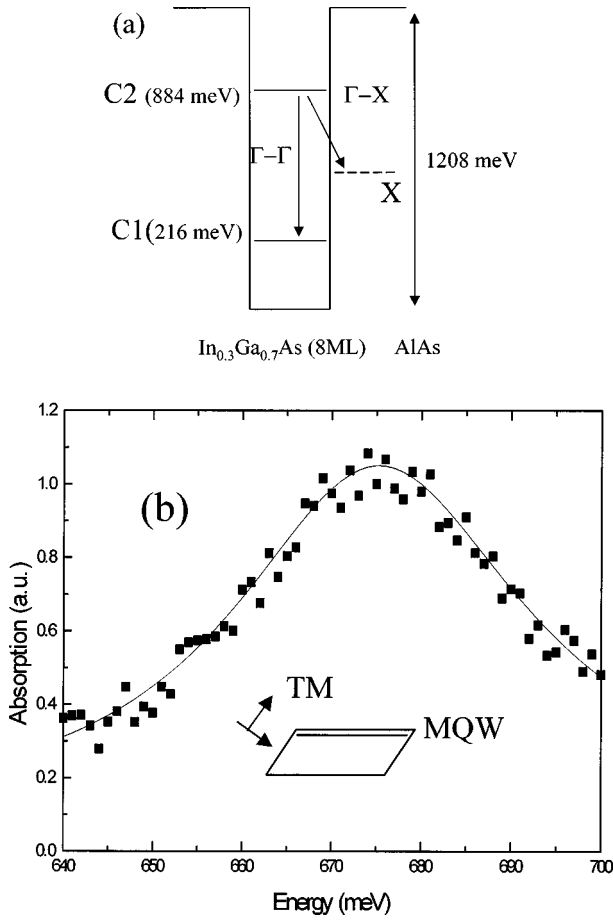 (a)
C2 (884 meV)
Γ−X
Γ−Γ
1208 meV
X
C1(216 meV)
In0.3Ga0.7As (8ML) AlAs
1.2
1.0
0.8
0.6
0.4
0.2
0.0
Absorption (a.u.)
(b)
TM
MQW
640 650 660 670 680 690 700
Energy (meV)